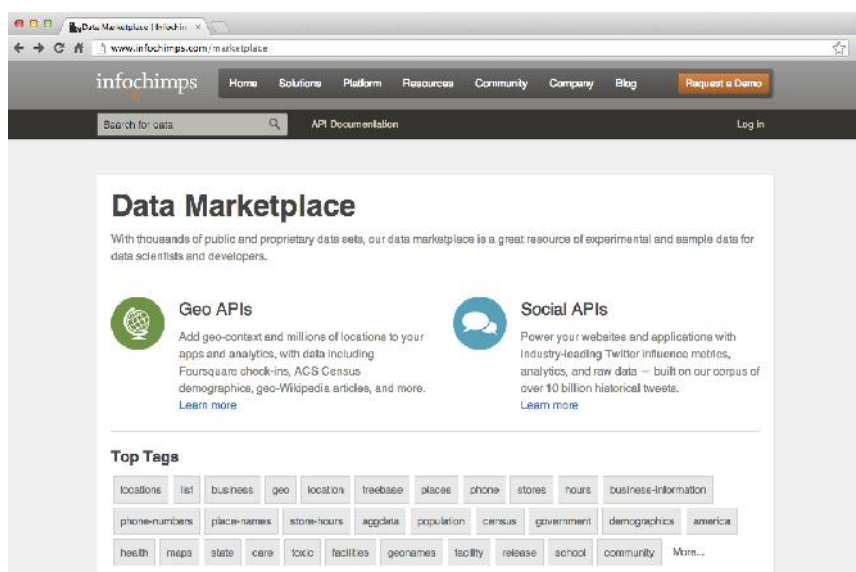 Data Marketplace | Infochim
www.infochimps.com/marketplace
infochimps Home Solutions Platform Resources Community Company Blog Request a Demo
Search for data API Documentation Log in
Data Marketplace
With thousands of public and proprietary data sets, our data marketplace is a great resource of experimental and sample data for
data scientists and developers.
Geo APIs
Add geo-context and millions of locations to your
apps and analytics, with data including
Foursquare check-ins, ACS Census
demographics, geo-Wikipedia articles, and more.
Learn more
Social APIs
Power your websites and applications with
industry-leading Twitter influence metrics,
analytics, and raw data — built on our corpus of
over 10 billion historical tweets.
Learn more
Top Tags
locations list business geo location freebase places phone stores hours business-information
phone-numbers place-names store-hours aggdata population census government demographics america
health maps state care toxic facilities geonames facility release school community More...